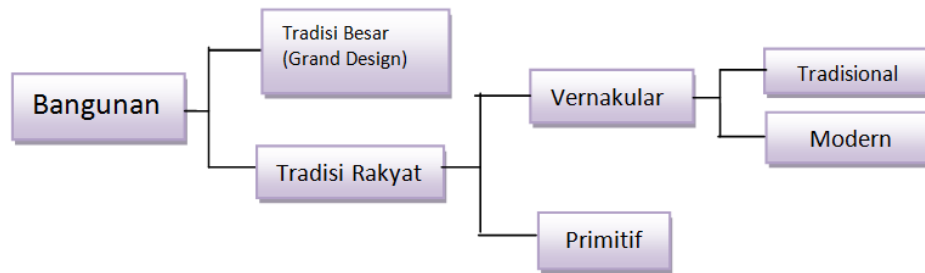 Bangunan
Tradisi Besar
(Grand Design)
Tradisi Rakyat
Vernakular
Primitif
Tradisional
Modern